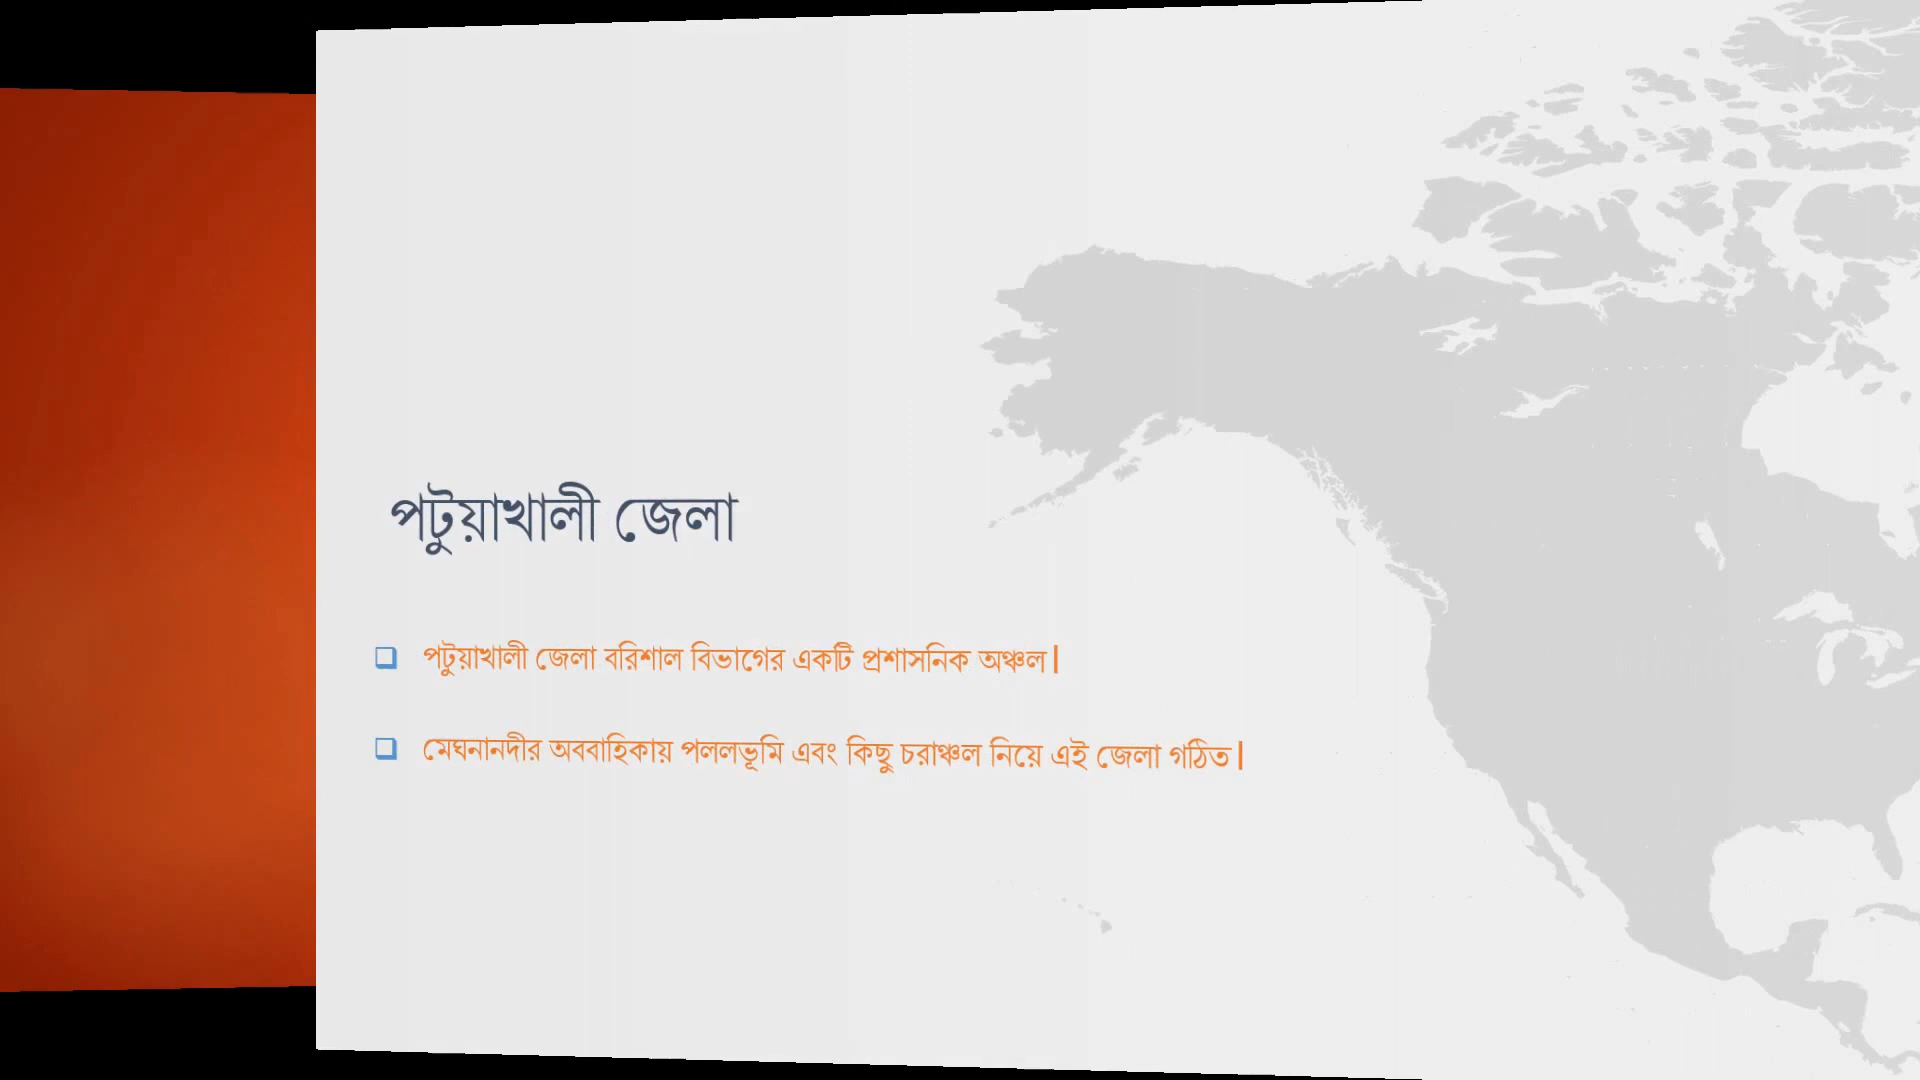 পটুয়াখালী জেলা
পটুয়াখালী জেলা বরিশাল বিভাগের একটি প্রশাসনিক অঞ্চল।
মেঘনানদীর অববাহিকায় পললভূমি এবং কিছু চরাঞ্চল নিয়ে এই জেলা গঠিত।